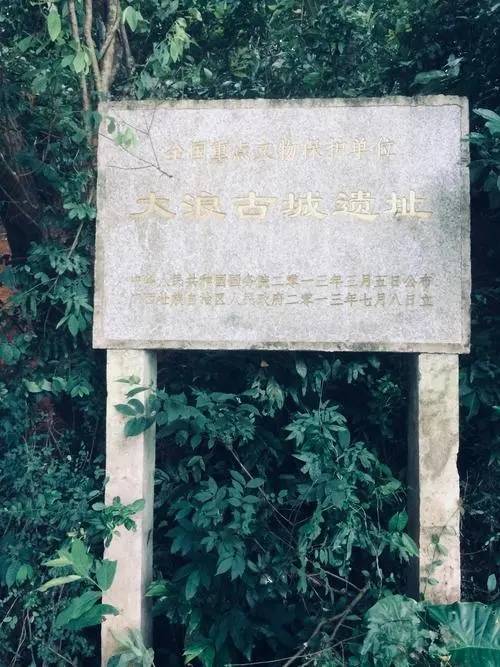 全国重点文物保护单位
大浪古城遗址
中华人民共和国国务院二零一三年三月五日公布
广西壮族自治区人民政府二零一三年七月八日立